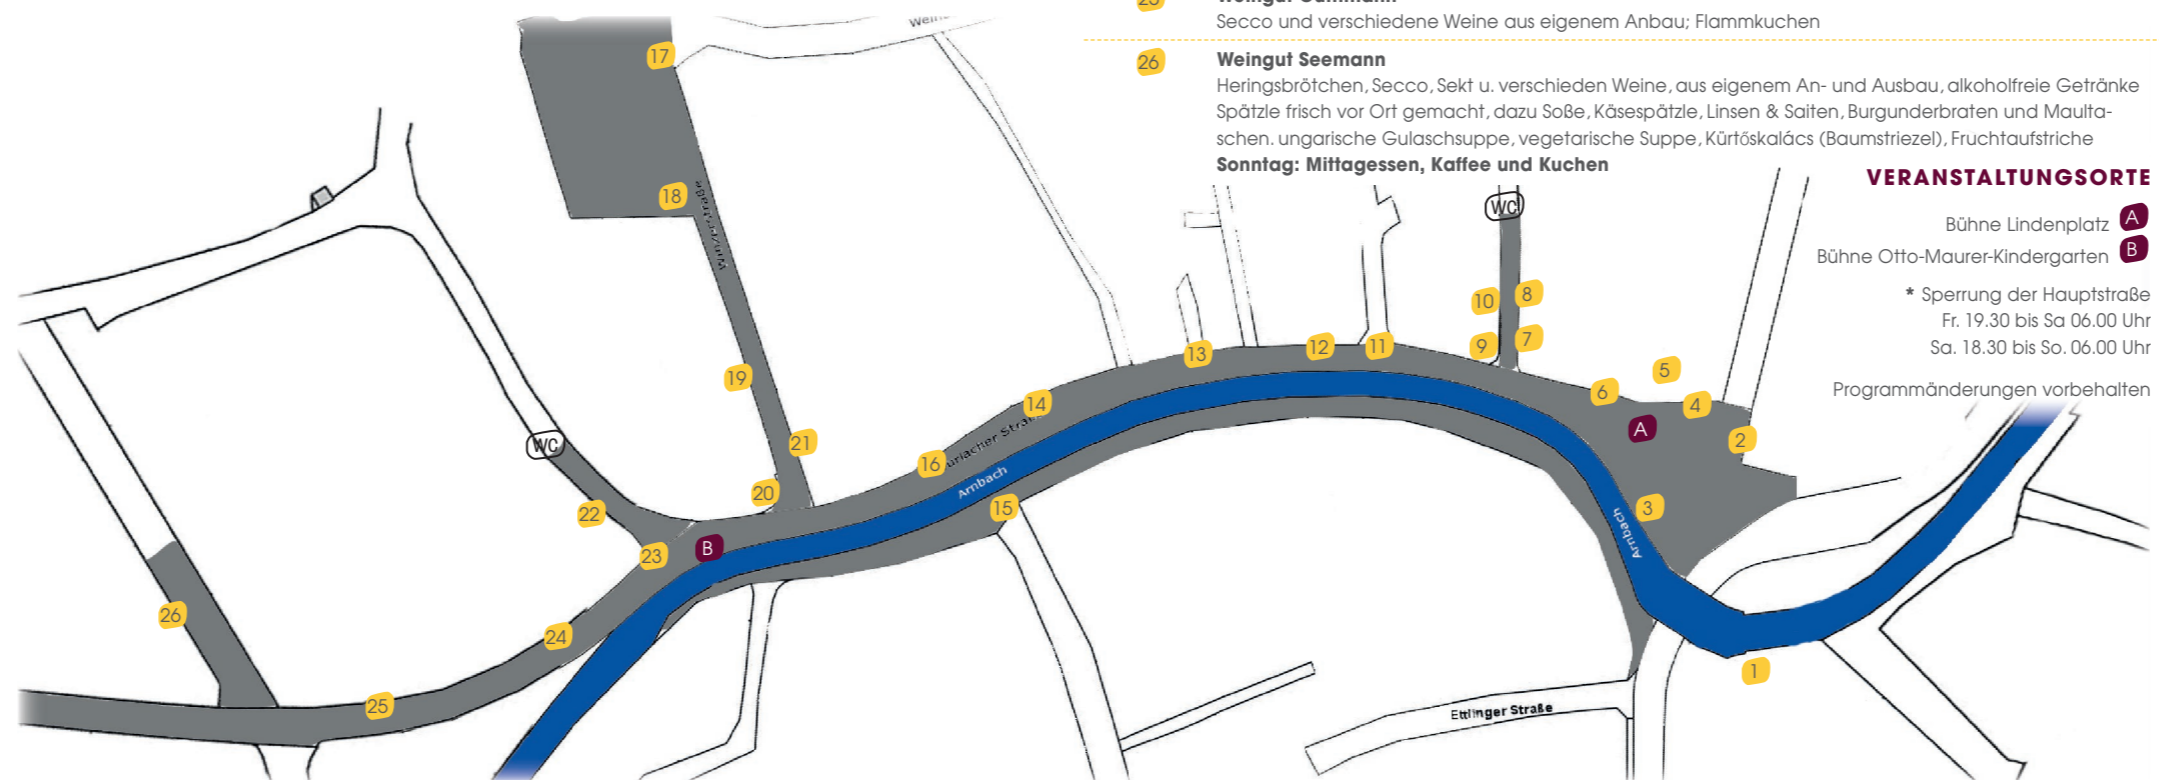 Secco und verschiedene Weine aus eigenem Anbau; Flammkuchen
26
Weingut Seemann
Heringsbrötchen, Secco, Sekt u. verschieden Weine, aus eigenem An- und Ausbau, alkoholfreie Getränke
Spätzle frisch vor Ort gemacht, dazu Soße, Käsespätzle, Linsen & Saiten, Burgunderbraten und Maulta-
schen. ungarische Gulaschsuppe, vegetarische Suppe, Kürtőskalács (Baumstriezel), Fruchtaufstriche
Sonntag: Mittagessen, Kaffee und Kuchen
VERANSTALTUNGSORTE
Bühne Lindenplatz A
Bühne Otto-Maurer-Kindergarten B
* Sperrung der Hauptstraße
Fr. 19.30 bis Sa 06.00 Uhr
Sa. 18.30 bis So. 06.00 Uhr
Programmänderungen vorbehalten
17
18
Winzerstraße
WC
10
8
9
7
13
12
11
5
6
4
A
2
19
14
21
16
Arnbach
WC
20
15
22
3
Arnbach
23
B
26
24
1
25
Ettlinger Straße